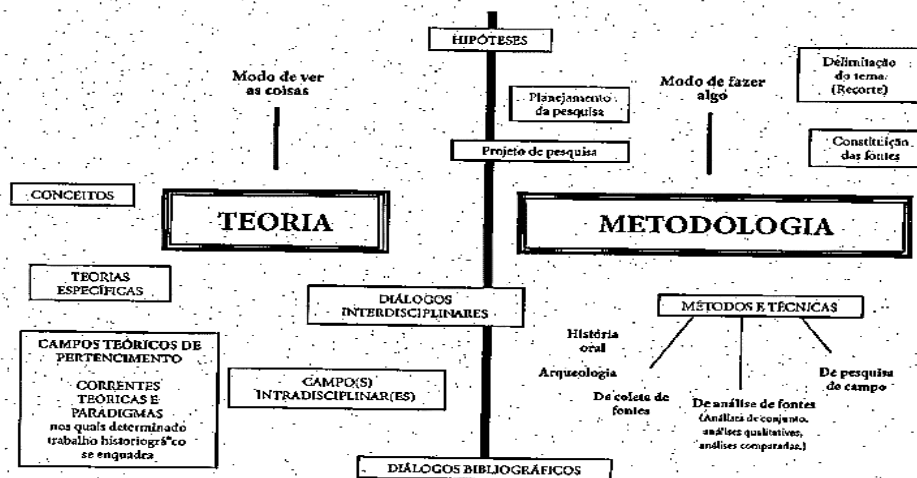 HIPÓTESES
Modo de ver
as coisas
Planejamento
da pesquisa
Modo de fazer
algo
Delimitação
do tema
(Recorte)
Projeto de pesquisa
Constituição
das fontes
CONCEITOS
TEORIA
METODOLOGIA
TEORIAS
ESPECÍFICAS
DIÁLOGOS
INTERDISCIPLINARES
MÉTODOS E TÉCNICAS
CAMPOS TEÓRICOS DE
PERTENCIMENTO
CORRENTES
TEÓRICAS E
PARADIGMAS
nos quais determinado
trabalho historiográfico
se enquadra
CAMPO(S)
INTRADISCIPLINAR(ES)
História
oral
Arqueologia
De coleta de
fontes
De análise de fontes
(Análises de conjunto,
análises qualitativas,
análises comparadas.)
De pesquisa
de campo
DIÁLOGOS BIBLIOGRÁFICOS